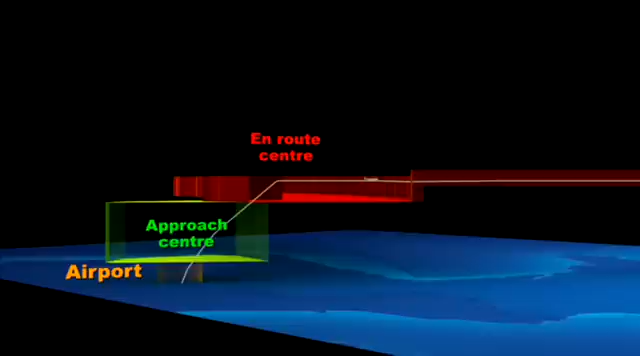 En route
centre
Approach
centre
Airport